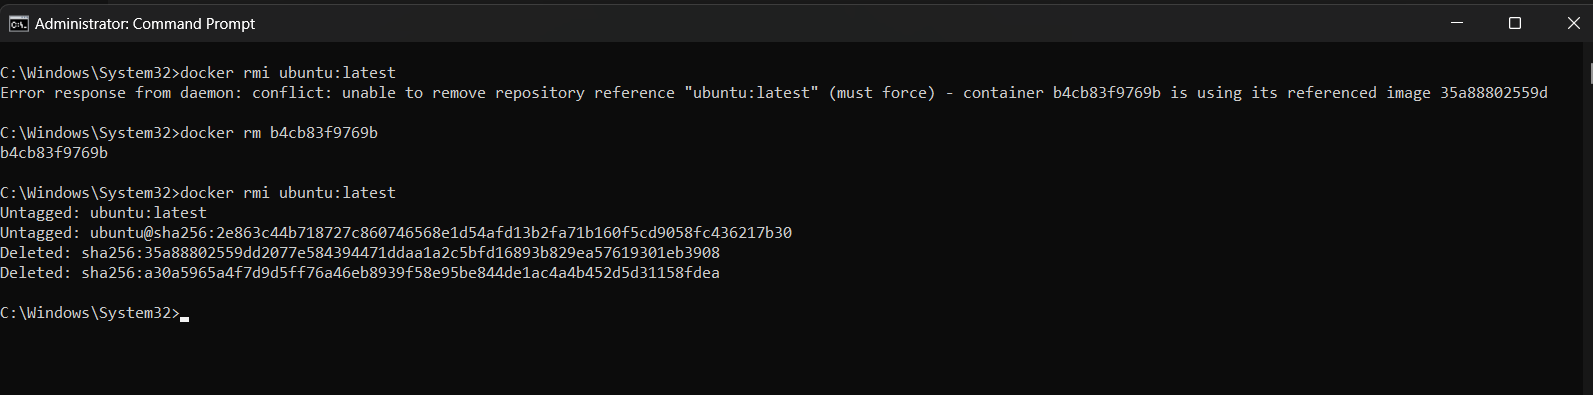 Administrator: Command Prompt
C:\Windows\System32>docker rmi ubuntu:latest
Error response from daemon: conflict: unable to remove repository reference "ubuntu:latest" (must force) - container b4cb83f9769b is using its referenced image 35a88802559d
C:\Windows\System32>docker rm b4cb83f9769b
b4cb83f9769b
C:\Windows\System32>docker rmi ubuntu:latest
Untagged: ubuntu:latest
Untagged: ubuntu@sha256:2e863c44b718727c860746568e1d54afd13b2fa71b160f5cd9058fc436217b30
Deleted: sha256:35a88802559dd2077e584394471ddaa1a2c5bfd16893b829ea57619301eb3908
Deleted: sha256:a30a5965a4f7d9d5ff76a46eb8939f58e95be844de1ac4a4b452d5d31158fdea
C:\Windows\System32>